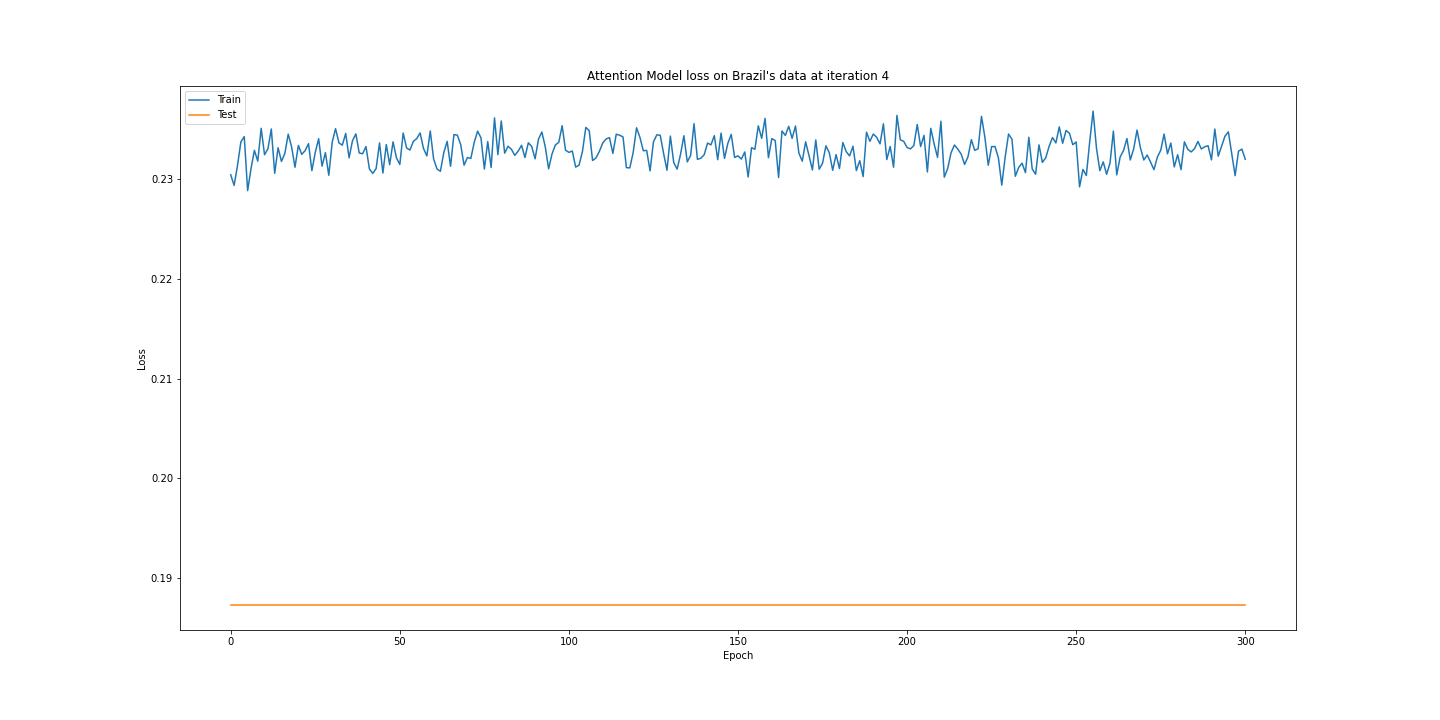 Attention Model loss on Brazil's data at iteration 4
Train
Test
0.23
0.22
0.21
0.20
0.19
Loss
0
50
100
150
200
250
300
Epoch